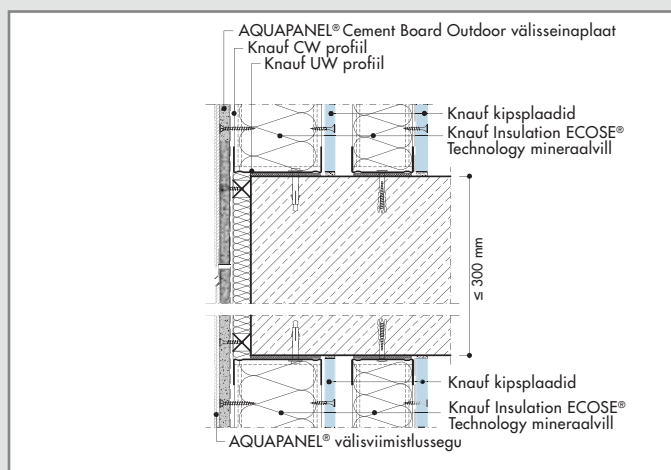 AQUAPANEL® Cement Board Outdoor välisseinaplaat
Knauf CW profiil
Knauf UW profiil
Knauf kipsplaadid
Knauf Insulation ECOSE®
Technology mineraalvill
≤ 300 mm
Knauf kipsplaadid
Knauf Insulation ECOSE®
Technology mineraalvill
AQUAPANEL® välisviimistlussegu